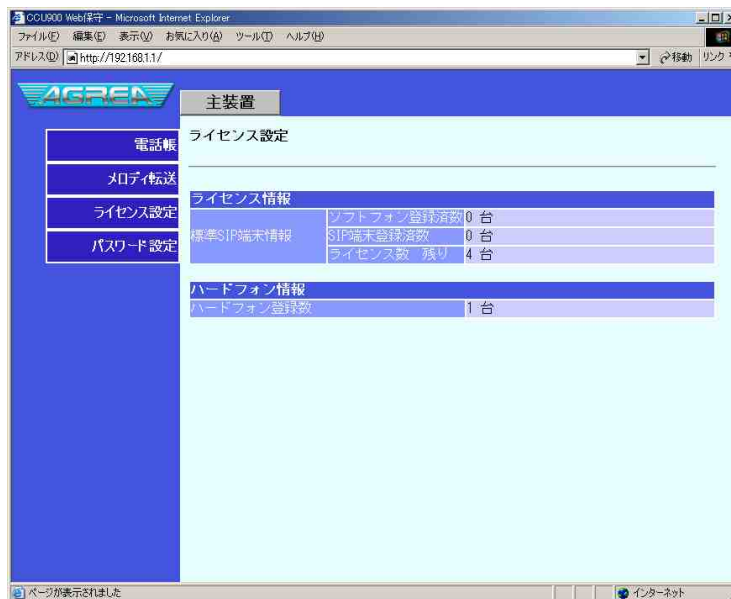 CCU900 Web保守 - Microsoft Internet Explorer
ファイル(F) 編集(E) 表示(V) お気に入り(A) ツール(T) ヘルプ(H)
アドレス(D) http://192.168.1.1/ 移動 リンク
AGREA 主装置
電話帳
メロディ転送
ライセンス設定
パスワード設定
ライセンス設定
ライセンス情報
標準SIP端末情報
ソフトフォン登録済数 0 台
SIP端末登録済数 0 台
ライセンス数 残り 4 台
ハードフォン情報
ハードフォン登録数 1 台
ページが表示されました インターネット